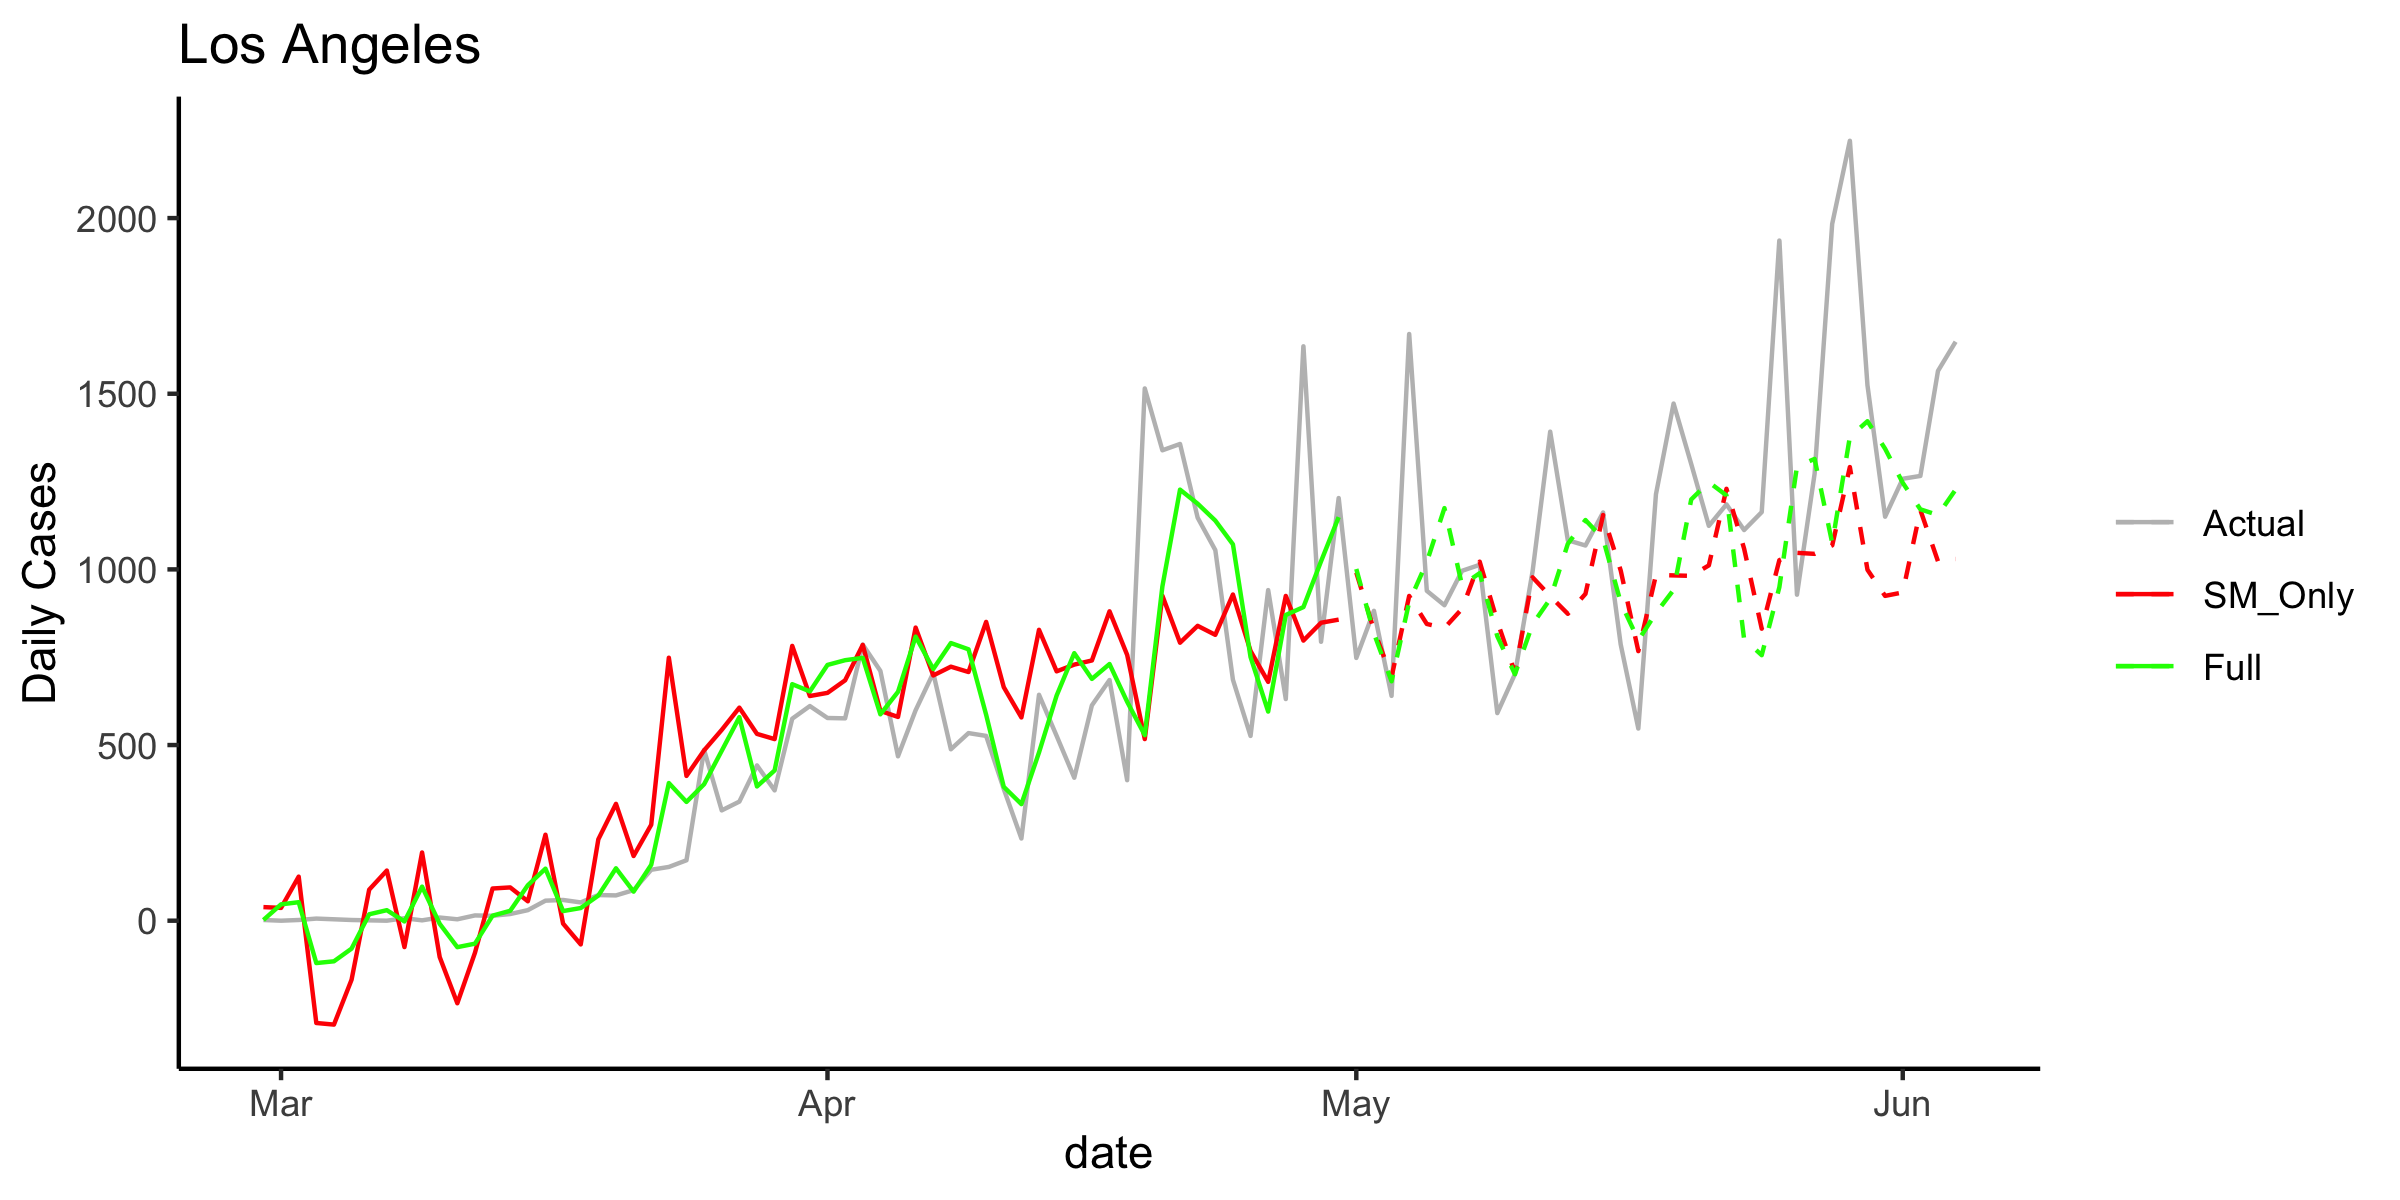 Los Angeles
Daily Cases
2000
1500
1000
500
0
Mar
Apr
May
Jun
date
Actual
SM_Only
Full